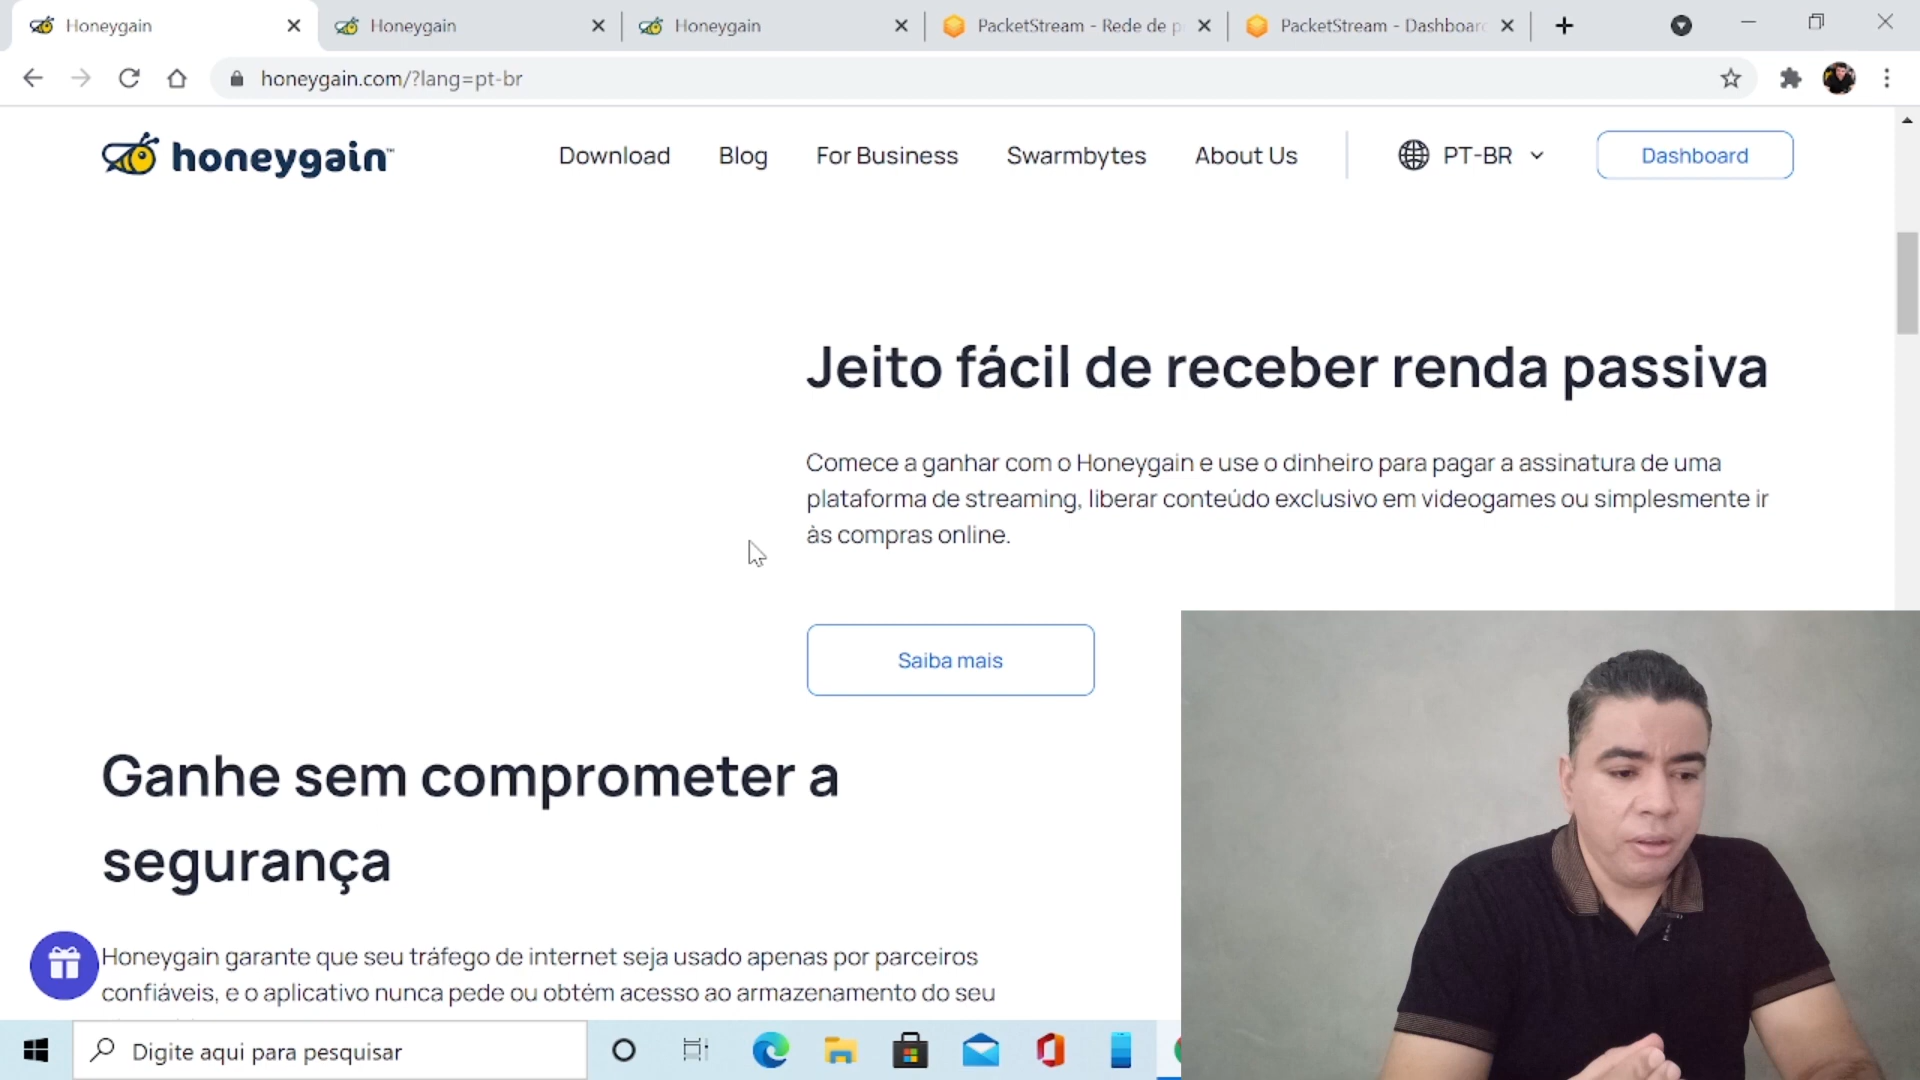 Honeygain
Honeygain
Honeygain
PacketStream - Rede de p
PacketStream - Dashboar
honeygain.com/?lang=pt-br
honeygain™
Download
Blog
For Business
Swarmbytes
About Us
PT-BR
Dashboard
Jeito fácil de receber renda passiva
Comece a ganhar com o Honeygain e use o dinheiro para pagar a assinatura de uma
plataforma de streaming, liberar conteúdo exclusivo em videogames ou simplesmente ir
às compras online.
Saiba mais
Ganhe sem comprometer a
segurança
Honeygain garante que seu tráfego de internet seja usado apenas por parceiros
confiáveis, e o aplicativo nunca pede ou obtém acesso ao armazenamento do seu
Digite aqui para pesquisar